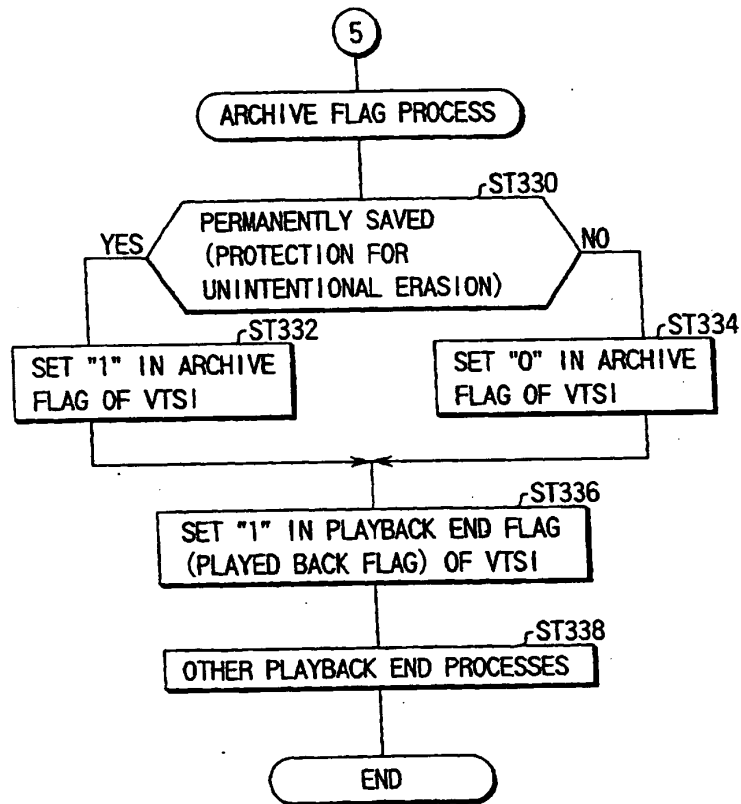 5
ARCHIVE FLAG PROCESS
ST330
PERMANENTLY SAVED
(PROTECTION FOR
UNINTENTIONAL ERASION)
YES
NO
ST332
SET "1" IN ARCHIVE
FLAG OF VTSI
ST334
SET "0" IN ARCHIVE
FLAG OF VTSI
ST336
SET "1" IN PLAYBACK END FLAG
(PLAYED BACK FLAG) OF VTSI
ST338
OTHER PLAYBACK END PROCESSES
END